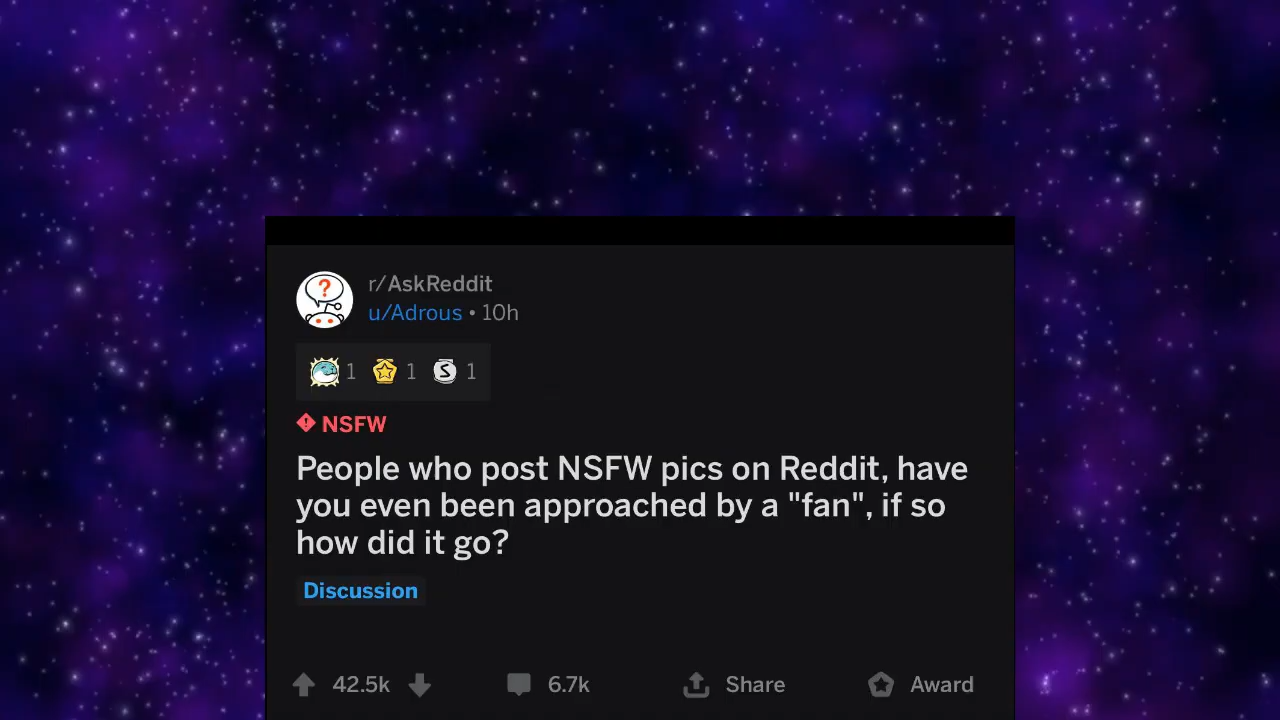 r/AskReddit
u/Adrous • 10h
1 1 1
NSFW
People who post NSFW pics on Reddit, have
you even been approached by a "fan", if so
how did it go?
Discussion
42.5k 6.7k Share Award